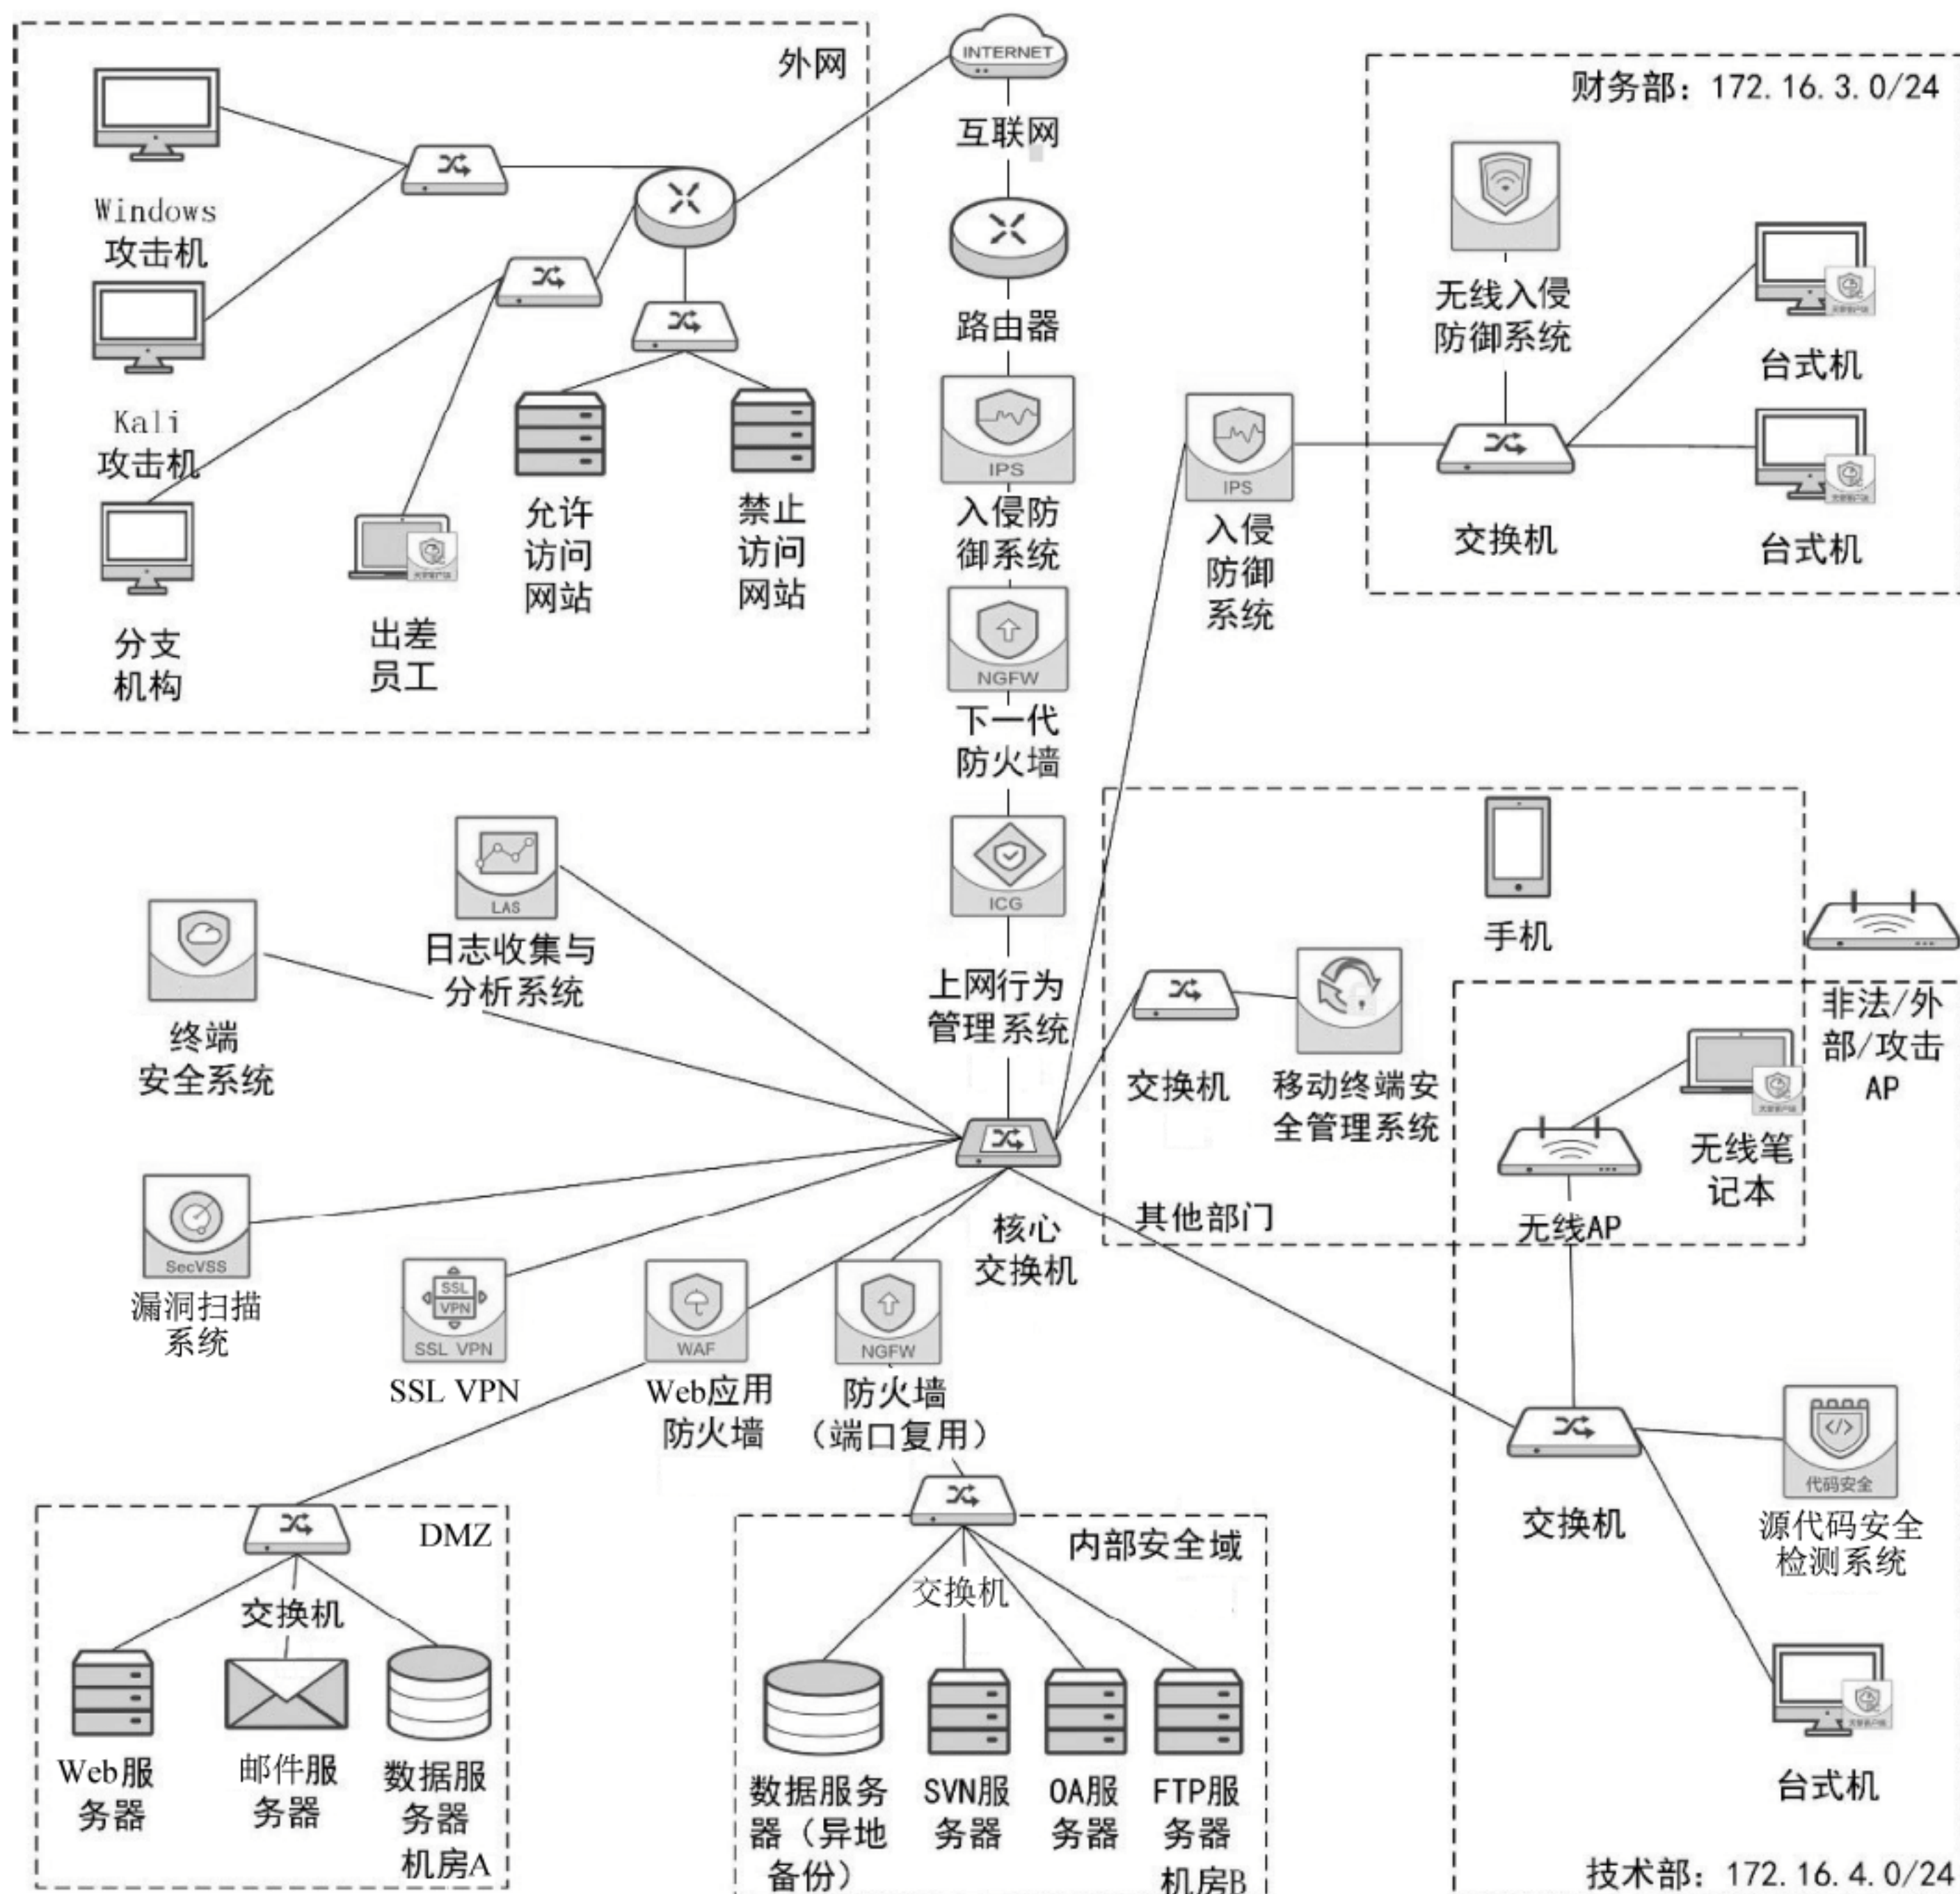 外网
Windows
攻击机
Kali
攻击机
分支
机构
出差
员工
允许
访问
网站
禁止
访问
网站
INTERNET
互联网
路由器
IPS
入侵防
御系统
NGFW
下一代
防火墙
ICG
上网行为
管理系统
IPS
入侵
防御
系统
财务部: 172.16.3.0/24
无线入侵
防御系统
交换机
台式机
台式机
LAS
日志收集与
分析系统
终端
安全系统
SecVSS
漏洞扫描
系统
SSL
VPN
SSL VPN
SSL VPN
WAF
Web应用
防火墙
NGFW
防火墙
（端口复用）
核心
交换机
手机
交换机
移动终端安
全管理系统
其他部门
非法/外
部/攻击
AP
无线笔
记本
无线AP
交换机
代码安全
源代码安全
检测系统
台式机
技术部: 172.16.4.0/24
DMZ
交换机
Web服
务器
邮件服
务器
数据服
务器
机房A
内部安全域
交换机
数据服务
器（异地
备份）
SVN服
务器
OA服
务器
FTP服
务器
机房B